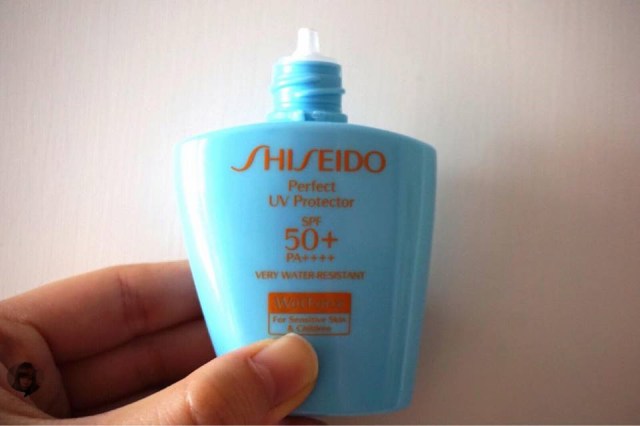 SHISEIDO
Perfect
UV Protector
SPF
50+
PA++++
VERY WATER-RESISTANT
For Sensitive Skin
& Children